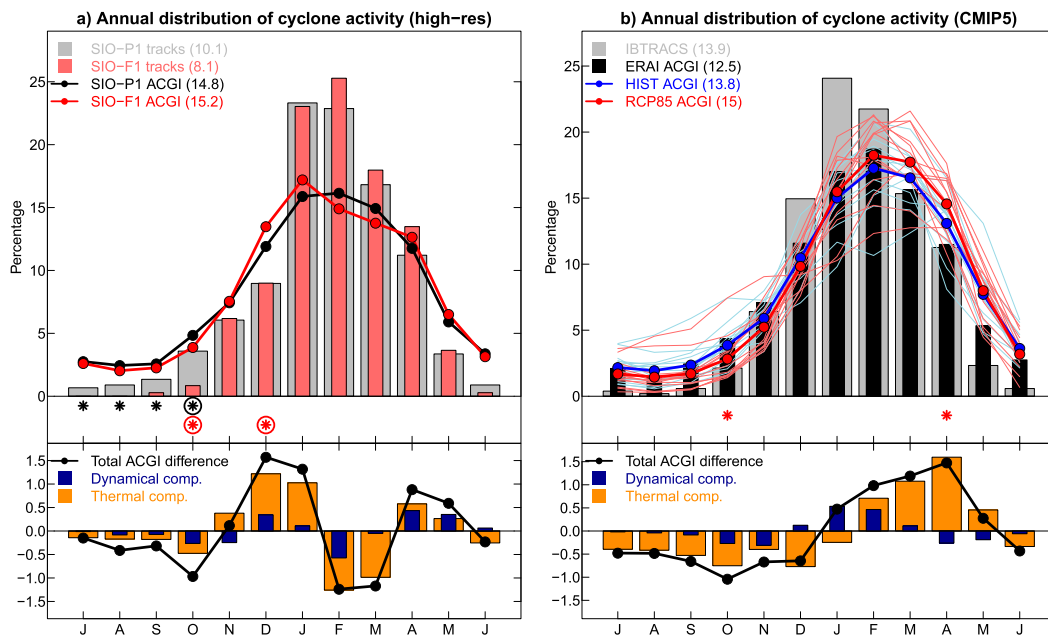 a) Annual distribution of cyclone activity (high−res)
SIO−P1 tracks (10.1)
SIO−F1 tracks (8.1)
SIO−P1 ACGI (14.8)
SIO−F1 ACGI (15.2)
Percentage
25
20
15
10
5
0
Total ACGI difference
Dynamical comp.
Thermal comp.
1.5
1.0
0.5
0.0
−0.5
−1.0
−1.5
J A S O N D J F M A M J
b) Annual distribution of cyclone activity (CMIP5)
IBTRACS (13.9)
ERAI ACGI (12.5)
HIST ACGI (13.8)
RCP85 ACGI (15)
Percentage
25
20
15
10
5
0
Total ACGI difference
Dynamical comp.
Thermal comp.
1.5
1.0
0.5
0.0
−0.5
−1.0
−1.5
J A S O N D J F M A M J